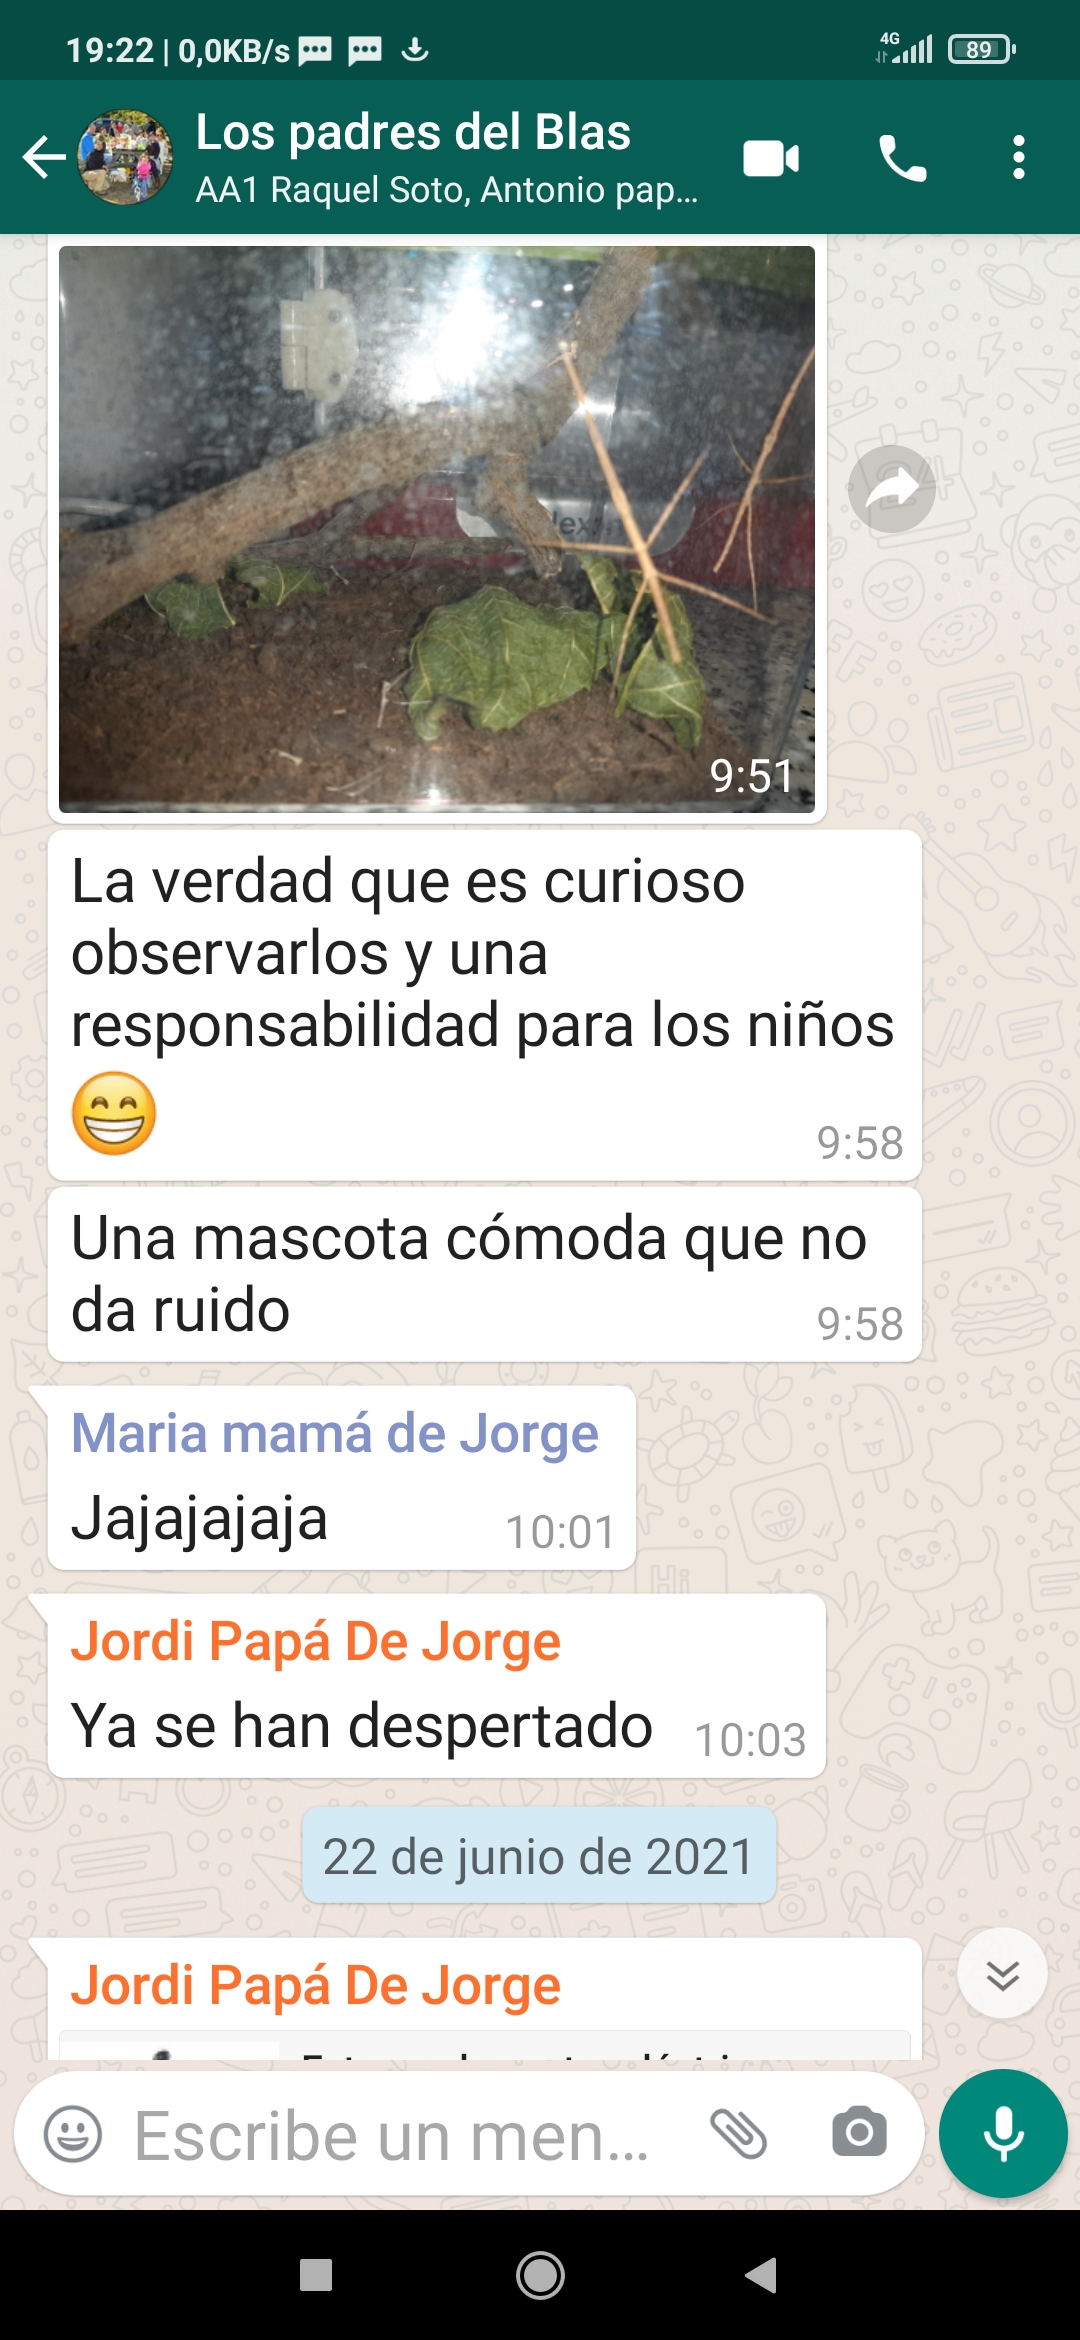 19:22 | 0,0KB/s
4G
89
Los padres del Blas
AA1 Raquel Soto, Antonio pap...
9:51
La verdad que es curioso
observarlos y una
responsabilidad para los niños
😁
9:58
Una mascota cómoda que no
da ruido
9:58
Maria mamá de Jorge
Jajajajaja
10:01
Jordi Papá De Jorge
Ya se han despertado
10:03
22 de junio de 2021
Jordi Papá De Jorge
Escribe un men...